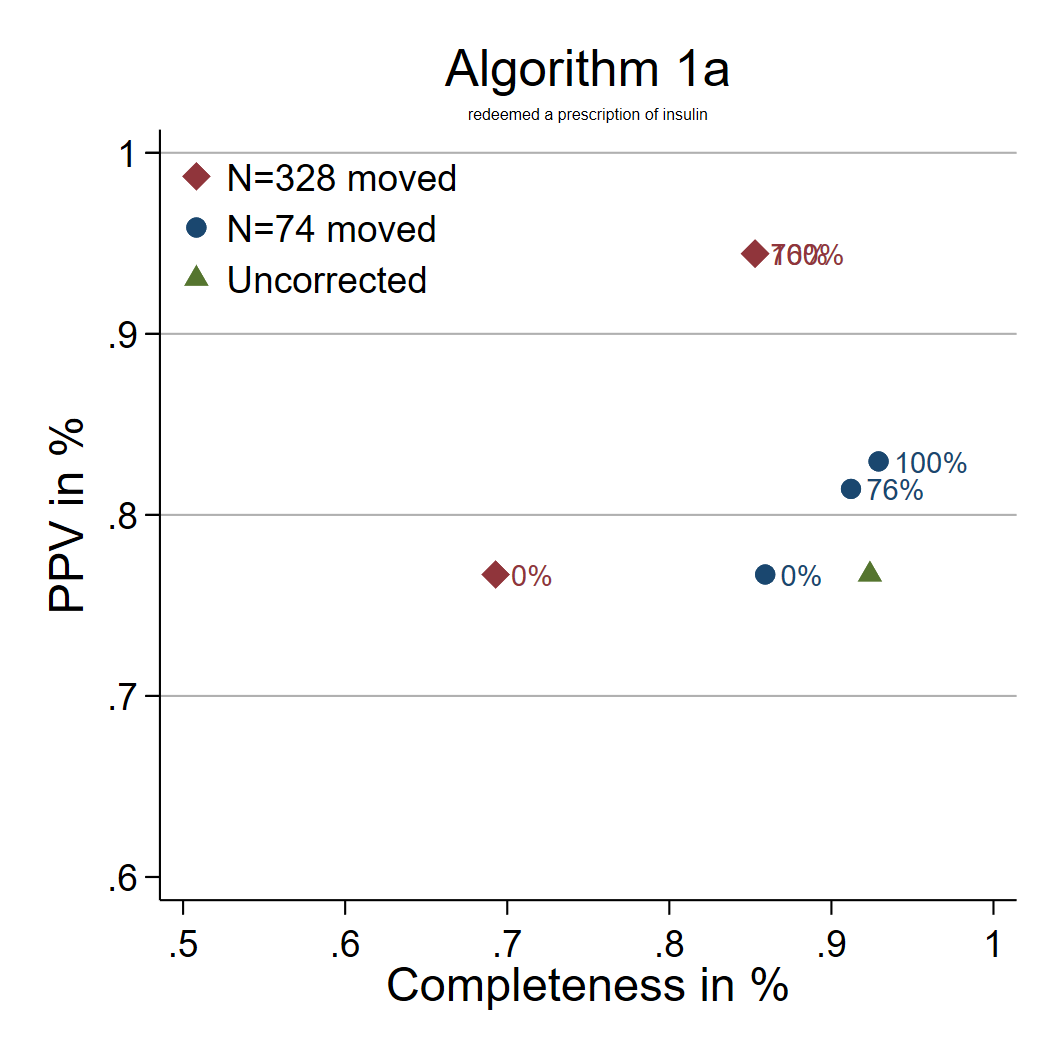 Algorithm 1a
redeemed a prescription of insulin
1
N=328 moved
N=74 moved
Uncorrected
.9
100%
76%
.8
0%
0%
.7
.6
PPV in %
.5 .6 .7 .8 .9 1
Completeness in %